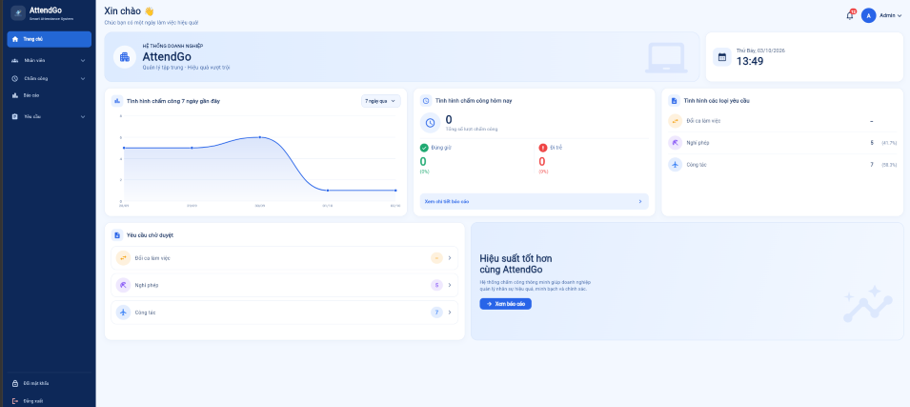 AttendGo
Smart Attendance System
Trang chủ
Nhân viên
Chấm công
Báo cáo
Yêu cầu
Đổi mật khẩu
Đăng xuất
Xin chào 👋
Chúc bạn có một ngày làm việc hiệu quả!
A
Admin
HỆ THỐNG DOANH NGHIỆP
AttendGo
Quản lý tập trung · Hiệu quả vượt trội
Thứ Bảy, 03/10/2026
13:49
Tình hình chấm công 7 ngày gần đây
7 ngày qua
8
6
4
2
0
Tình hình chấm công hôm nay
0
Tổng số lượt chấm công
Đúng giờ
0
(0%)
Đi trễ
0
(0%)
Xem chi tiết báo cáo
Tình hình các loại yêu cầu
Đổi ca làm việc
–
Nghỉ phép
5 (41.7%)
Công tác
7 (58.3%)
Yêu cầu chờ duyệt
Đổi ca làm việc
–
Nghỉ phép
5
Công tác
7
Hiệu suất tốt hơn
cùng AttendGo
Hệ thống chấm công thông minh giúp doanh nghiệp
quản lý nhân sự hiệu quả, minh bạch và chính xác.
Xem báo cáo